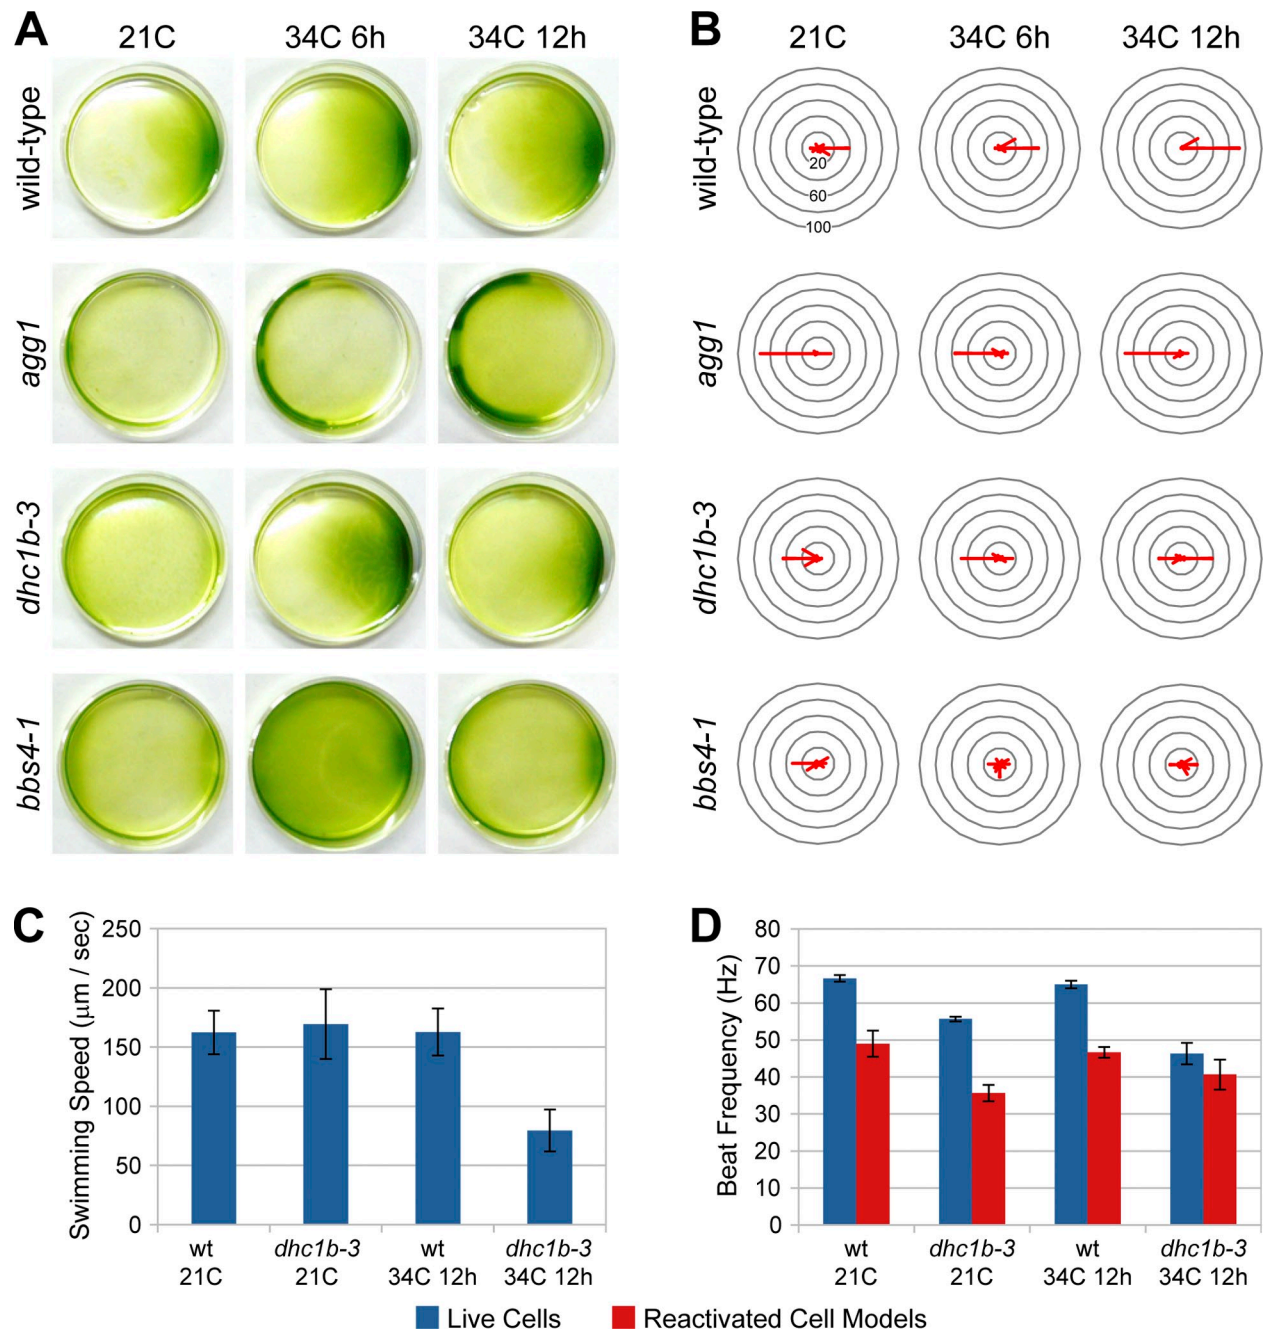 A
21C 34C 6h 34C 12h
wild-type
agg1
dhc1b-3
bbs4-1
B
21C 34C 6h 34C 12h
wild-type
20
60
100
agg1
dhc1b-3
bbs4-1
C
Swimming Speed (µm / sec)
250
200
150
100
50
0
wt dhc1b-3 wt dhc1b-3
21C 21C 34C 12h 34C 12h
D
Beat Frequency (Hz)
80
70
60
50
40
30
20
10
0
wt dhc1b-3 wt dhc1b-3
21C 21C 34C 12h 34C 12h
Live Cells Reactivated Cell Models